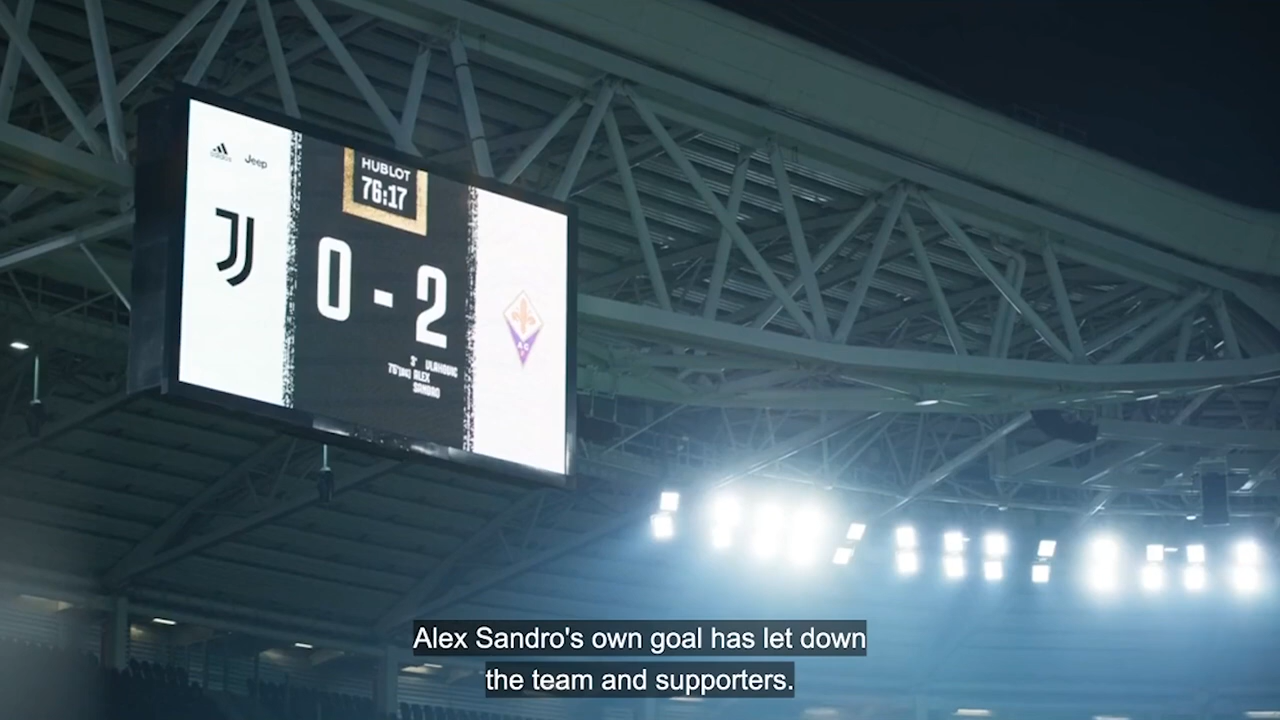 adidas
Jeep
HUBLOT
76:17
0 - 2
3' VLAHOVIC
76'(OG) ALEX
SANDRO
Alex Sandro's own goal has let down
the team and supporters.